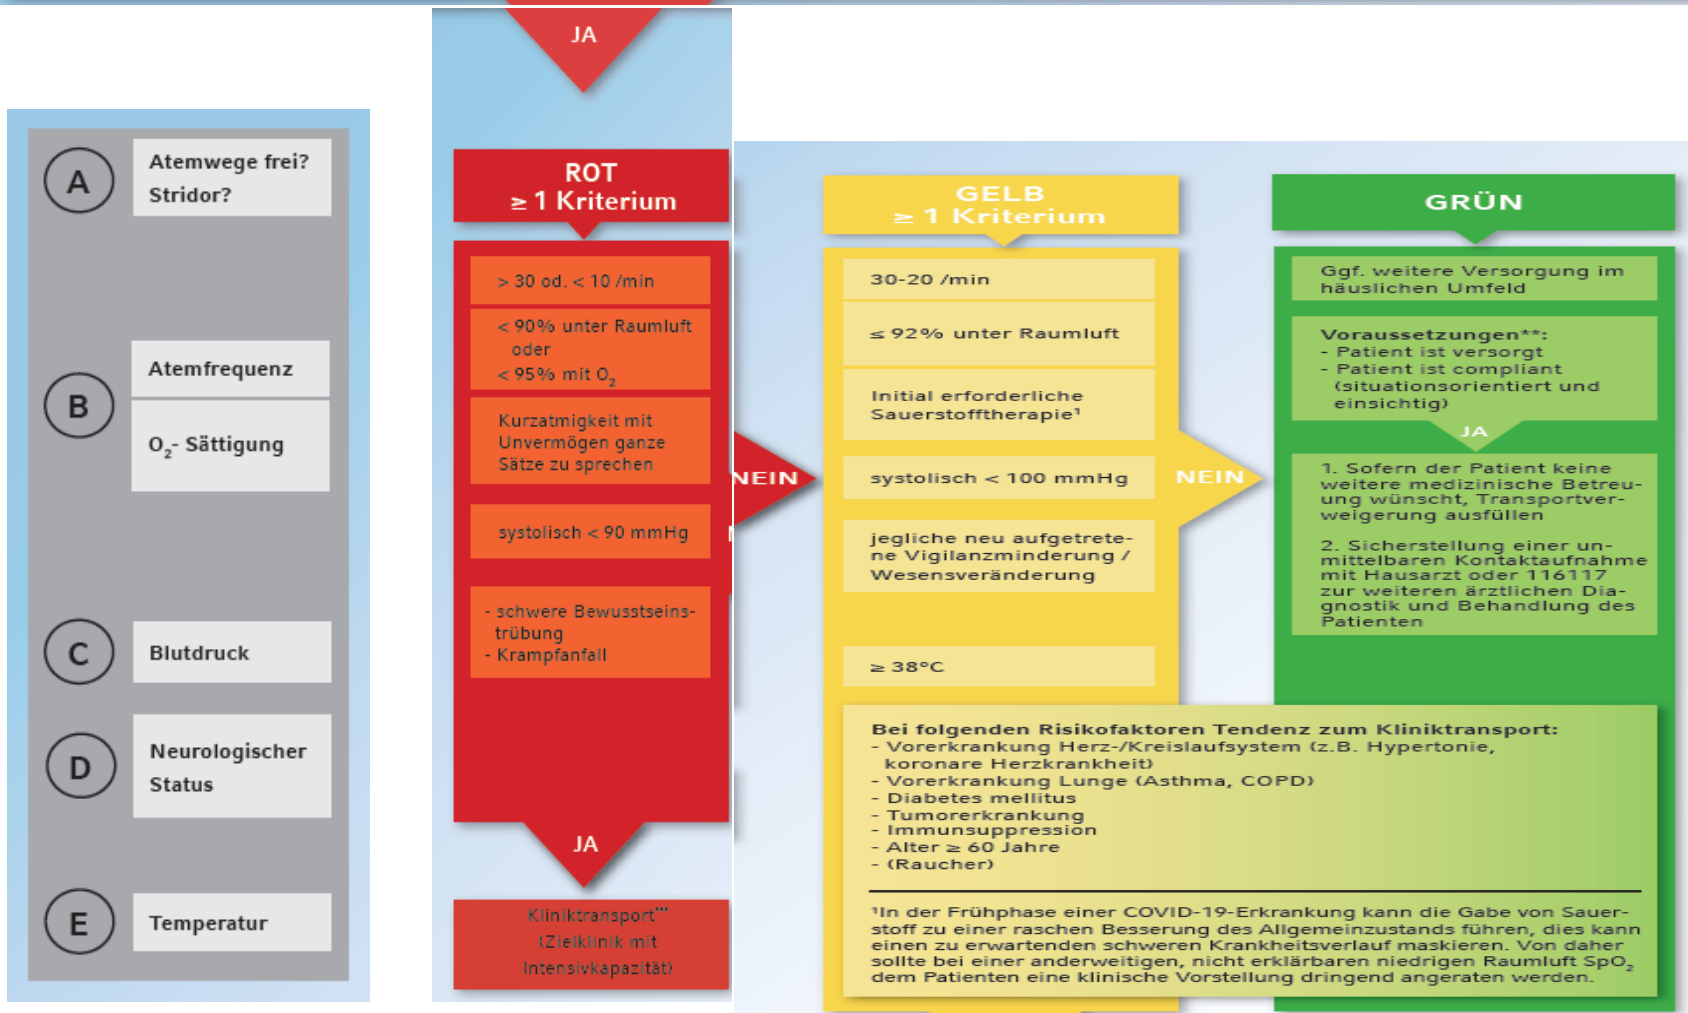 JA
A
Atemwege frei?
Stridor?
B
Atemfrequenz
O₂- Sättigung
C
Blutdruck
D
Neurologischer
Status
E
Temperatur
ROT
≥ 1 Kriterium
> 30 od. < 10 /min
< 90% unter Raumluft
oder
< 95% mit O₂
Kurzatmigkeit mit
Unvermögen ganze
Sätze zu sprechen
systolisch < 90 mmHg
- schwere Bewusstseins-
trübung
- Krampfanfall
JA
Kliniktransport***
(Zielklinik mit
Intensivkapazität)
NEIN
GELB
≥ 1 Kriterium
30-20 /min
≤ 92% unter Raumluft
Initial erforderliche
Sauerstofftherapie¹
systolisch < 100 mmHg
jegliche neu aufgetrete-
ne Vigilanzminderung /
Wesensveränderung
≥ 38°C
NEIN
GRÜN
Ggf. weitere Versorgung im
häuslichen Umfeld
Voraussetzungen**:
- Patient ist versorgt
- Patient ist compliant
(situationsorientiert und
einsichtig)
JA
1. Sofern der Patient keine
weitere medizinische Betreu-
ung wünscht, Transportver-
weigerung ausfüllen
2. Sicherstellung einer un-
mittelbaren Kontaktaufnahme
mit Hausarzt oder 116117
zur weiteren ärztlichen Dia-
gnostik und Behandlung des
Patienten
Bei folgenden Risikofaktoren Tendenz zum Kliniktransport:
- Vorerkrankung Herz-/Kreislaufsystem (z.B. Hypertonie,
koronare Herzkrankheit)
- Vorerkrankung Lunge (Asthma, COPD)
- Diabetes mellitus
- Tumorerkrankung
- Immunsuppression
- Alter ≥ 60 Jahre
- (Raucher)
¹In der Frühphase einer COVID-19-Erkrankung kann die Gabe von Sauer-
stoff zu einer raschen Besserung des Allgemeinzustands führen, dies kann
einen zu erwartenden schweren Krankheitsverlauf maskieren. Von daher
sollte bei einer anderweitigen, nicht erklärbaren niedrigen Raumluft SpO₂
dem Patienten eine klinische Vorstellung dringend angeraten werden.